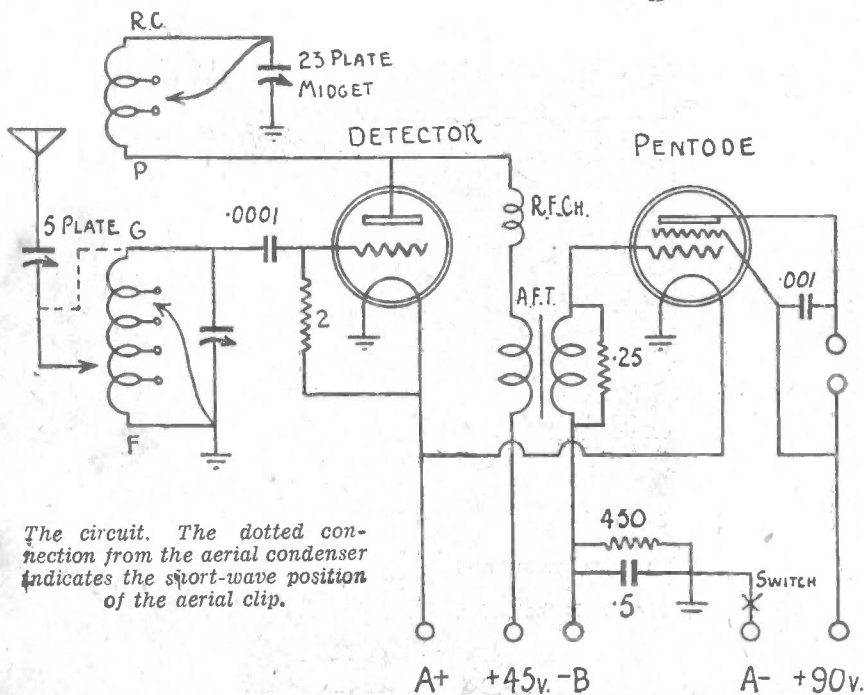 R.C.
23 PLATE
MIDGET
DETECTOR
PENTODE
P
5 PLATE
G
.0001
R.F.CH.
.001
2
A.F.T.
.25
F
The circuit. The dotted con-
nection from the aerial condenser
indicates the short-wave position
of the aerial clip.
450
.5
SWITCH
A+ +45v. -B A- +90v.